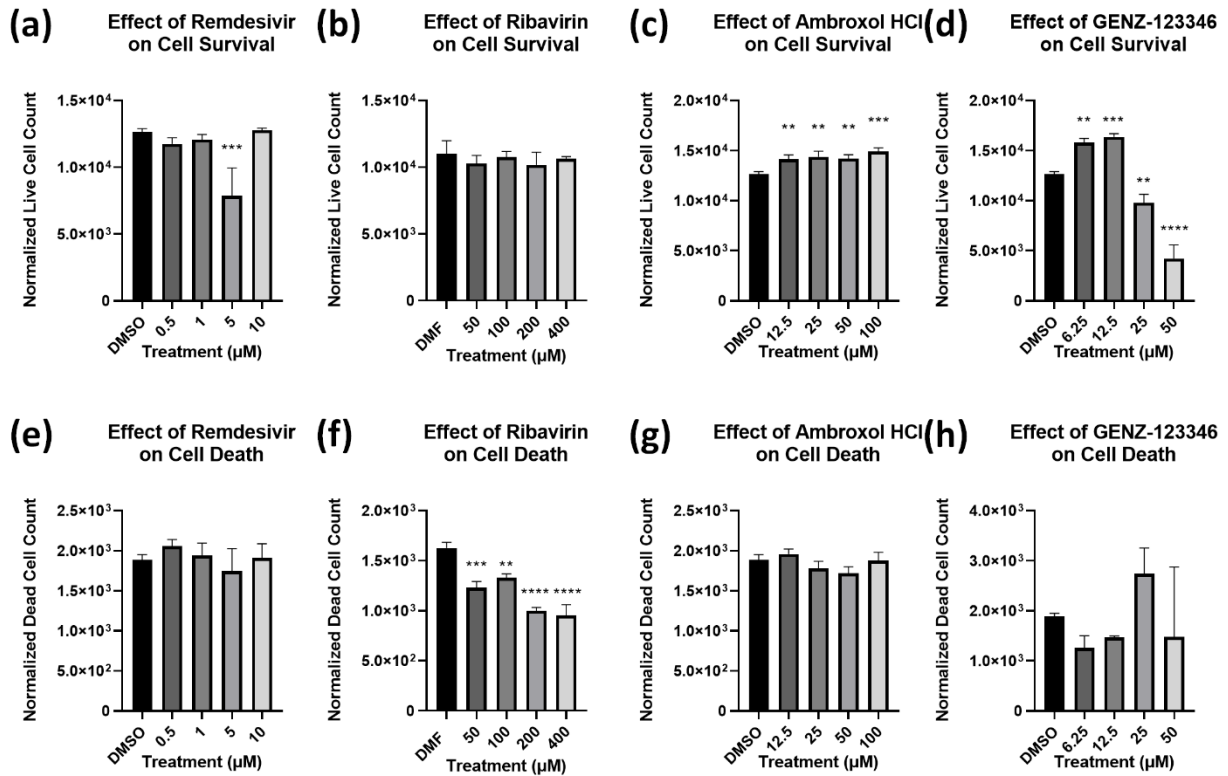 (a)
Effect of Remdesivir
on Cell Survival
Normalized Live Cell Count
1.5×10⁴
1.0×10⁴
5.0×10³
0
***
DMSO
0.5
1
5
10
Treatment (µM)
(b)
Effect of Ribavirin
on Cell Survival
Normalized Live Cell Count
1.5×10⁴
1.0×10⁴
5.0×10³
0
DMF
50
100
200
400
Treatment (µM)
(c)
Effect of Ambroxol HCl
on Cell Survival
Normalized Live Cell Count
2.0×10⁴
1.5×10⁴
1.0×10⁴
5.0×10³
0
** ** ** ***
DMSO
12.5
25
50
100
Treatment (µM)
(d)
Effect of GENZ-123346
on Cell Survival
Normalized Live Cell Count
2.0×10⁴
1.5×10⁴
1.0×10⁴
5.0×10³
0
** *** ** ****
DMSO
6.25
12.5
25
50
Treatment (µM)
(e)
Effect of Remdesivir
on Cell Death
Normalized Dead Cell Count
2.5×10³
2.0×10³
1.5×10³
1.0×10³
5.0×10²
0
DMSO
0.5
1
5
10
Treatment (µM)
(f)
Effect of Ribavirin
on Cell Death
Normalized Dead Cell Count
2.0×10³
1.5×10³
1.0×10³
5.0×10²
0
*** ** **** ****
DMF
50
100
200
400
Treatment (µM)
(g)
Effect of Ambroxol HCl
on Cell Death
Normalized Dead Cell Count
2.5×10³
2.0×10³
1.5×10³
1.0×10³
5.0×10²
0
DMSO
12.5
25
50
100
Treatment (µM)
(h)
Effect of GENZ-123346
on Cell Death
Normalized Dead Cell Count
4.0×10³
3.0×10³
2.0×10³
1.0×10³
0
DMSO
6.25
12.5
25
50
Treatment (µM)